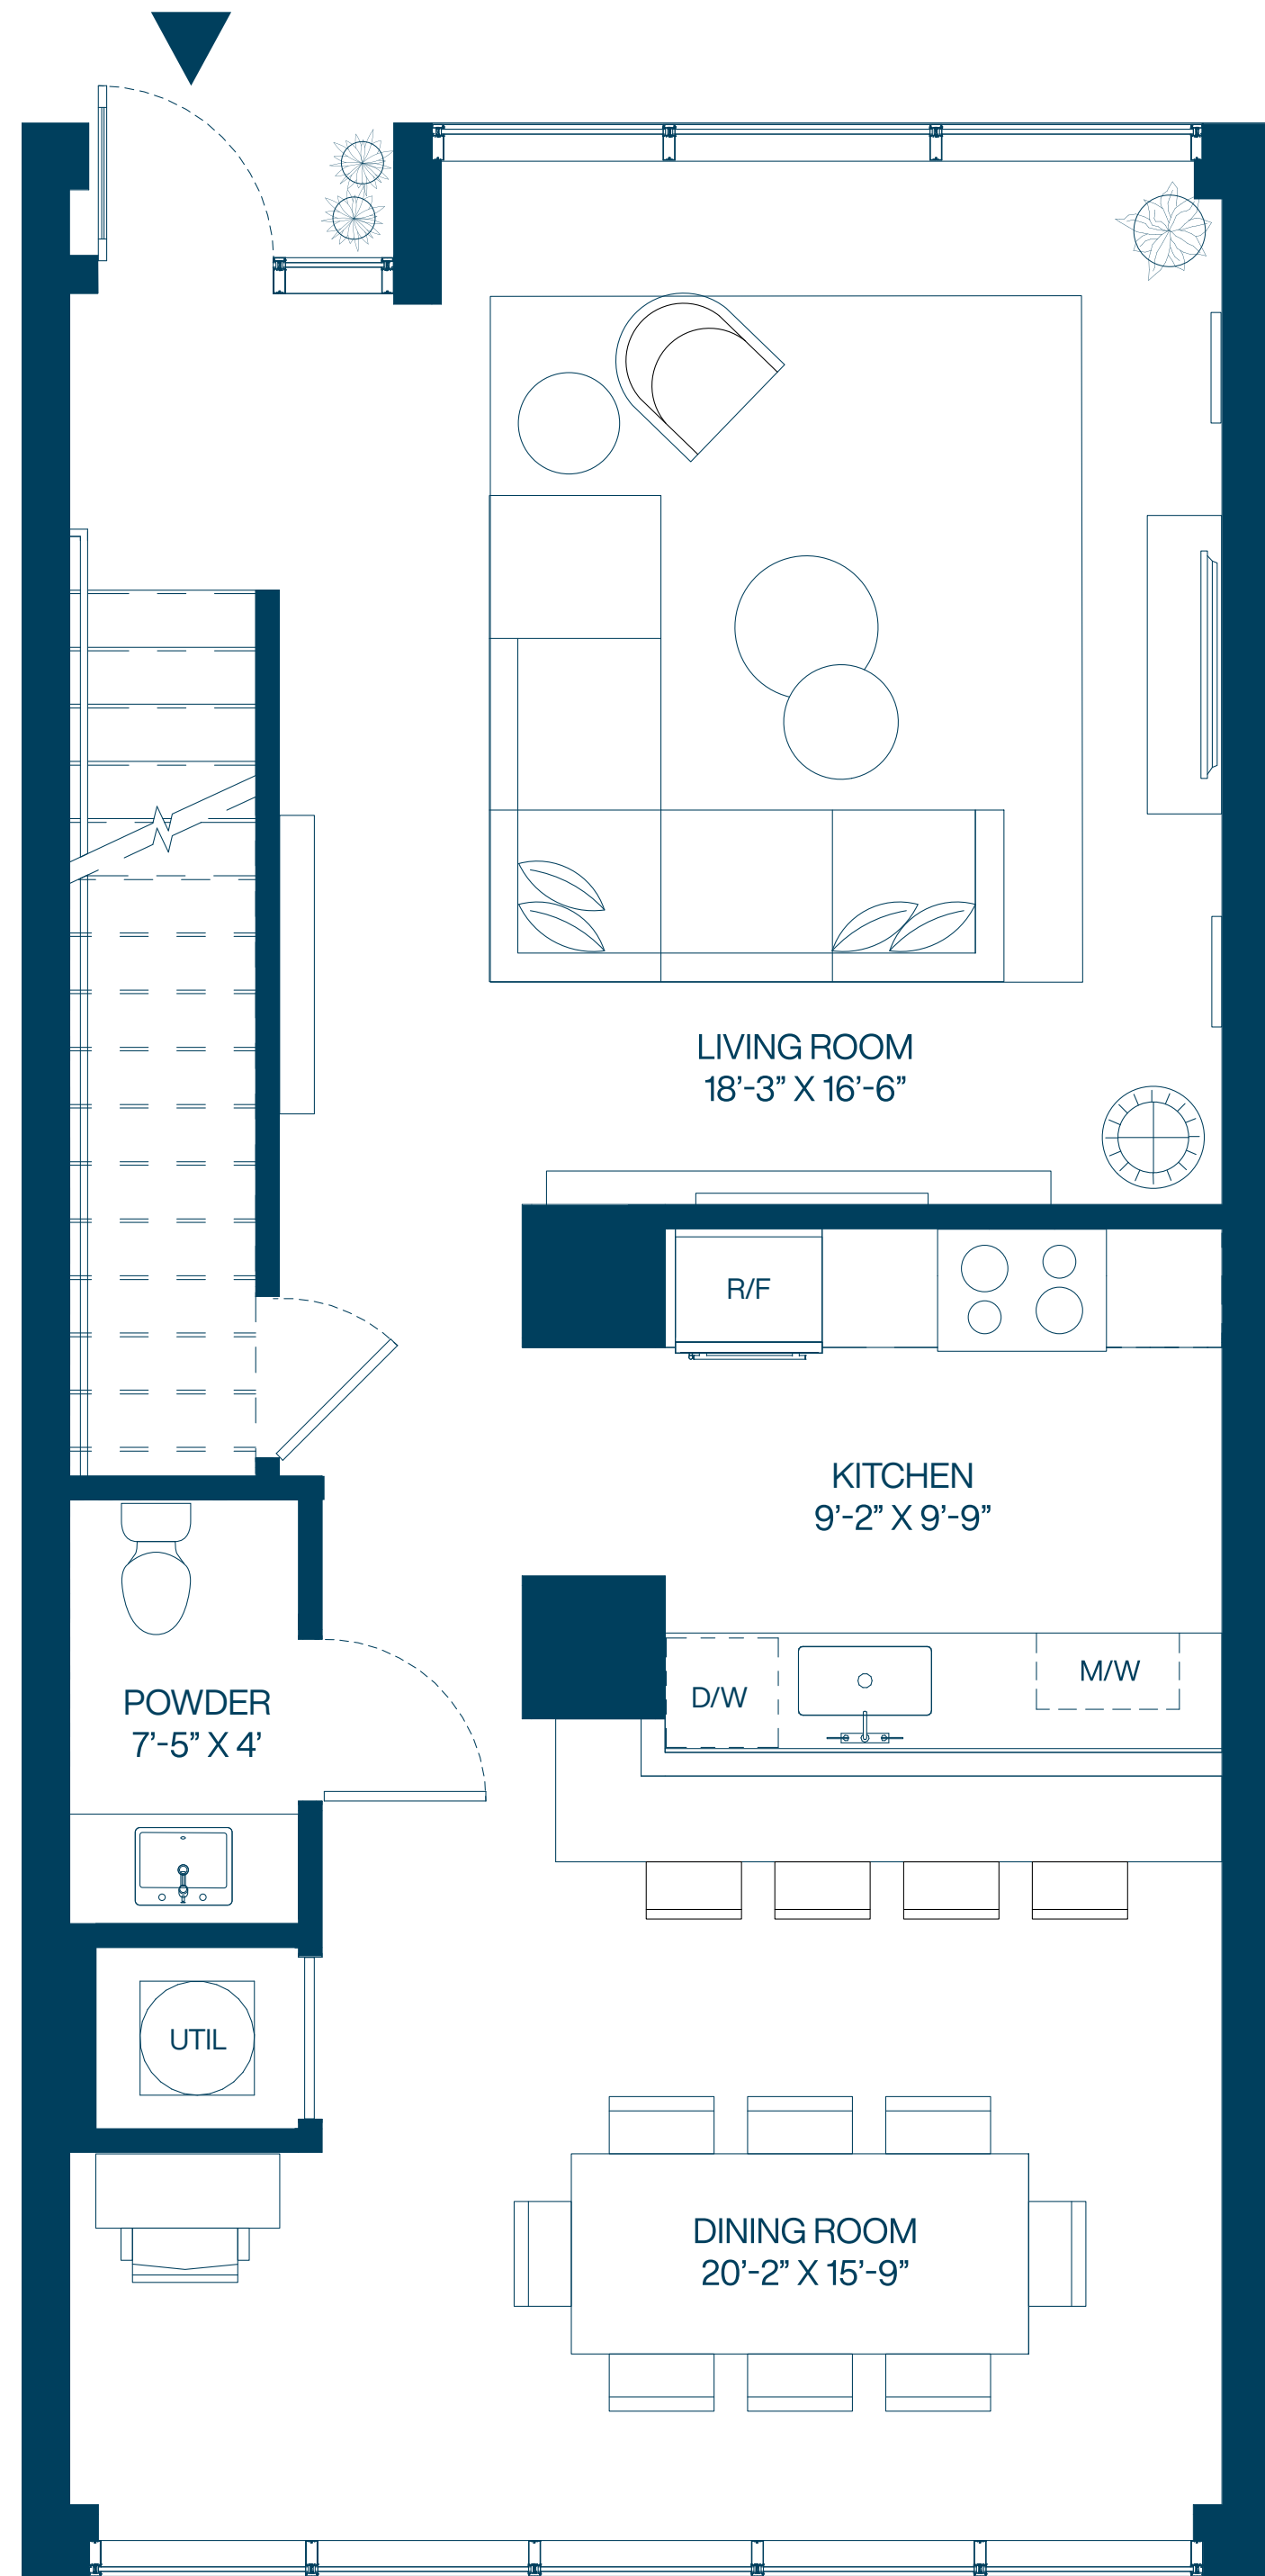 LIVING ROOM
18’-3” X 16’-6”
R/F
KITCHEN
9’-2” X 9’-9”
D/W
M/W
POWDER
7’-5” X 4’
UTIL
DINING ROOM
20’-2” X 15’-9”